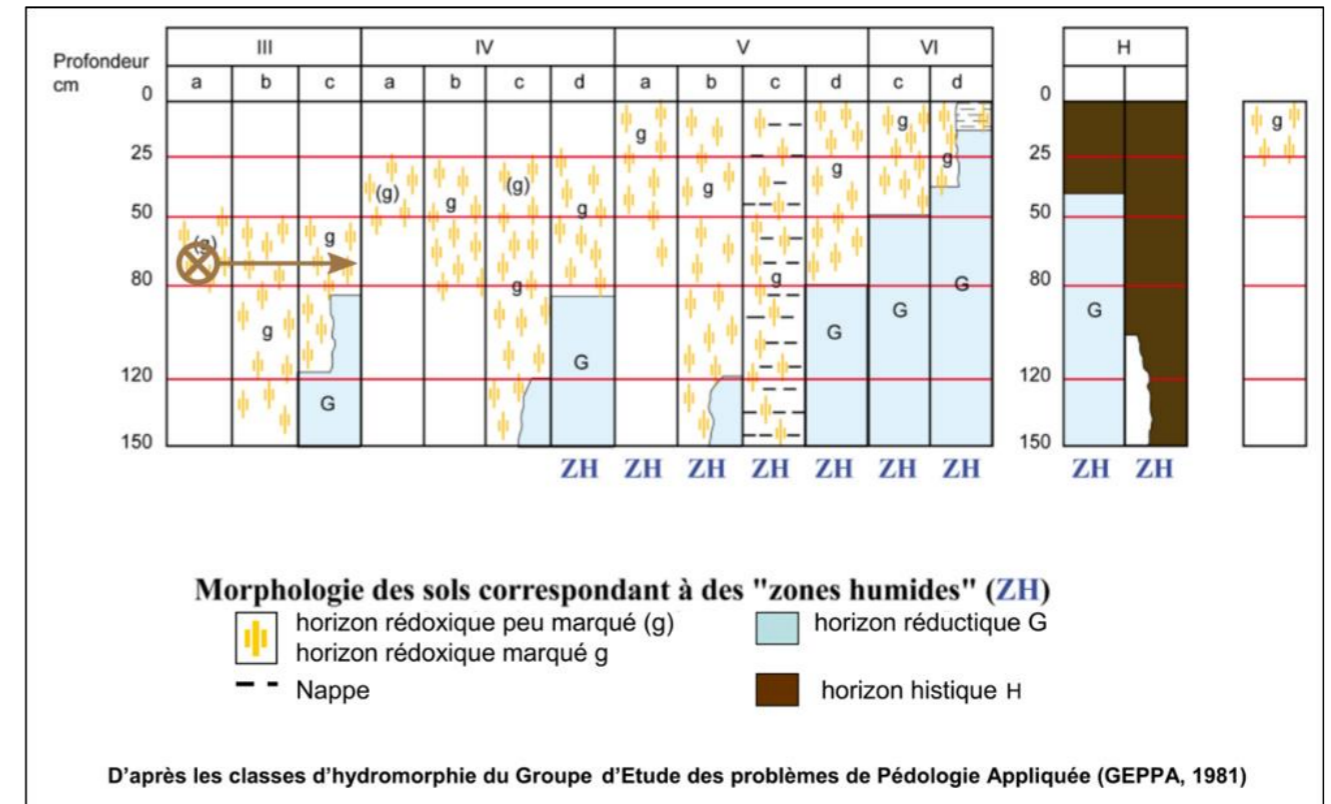 III IV V VI H
Profondeur
cm
a b c a b c d a b c d c d
0 0
25 25
50 50
80 80
120 120
150 150
g g
(g) g (g) g g g g
g g
(g) g g g
g G G G G
G
ZH ZH ZH ZH ZH ZH ZH ZH ZH
Morphologie des sols correspondant à des "zones humides" (ZH)
horizon rédoxique peu marqué (g)
horizon réductique G
horizon rédoxique marqué g
Nappe
horizon histique H
D'après les classes d'hydromorphie du Groupe d'Etude des problèmes de Pédologie Appliquée (GEPPA, 1981)